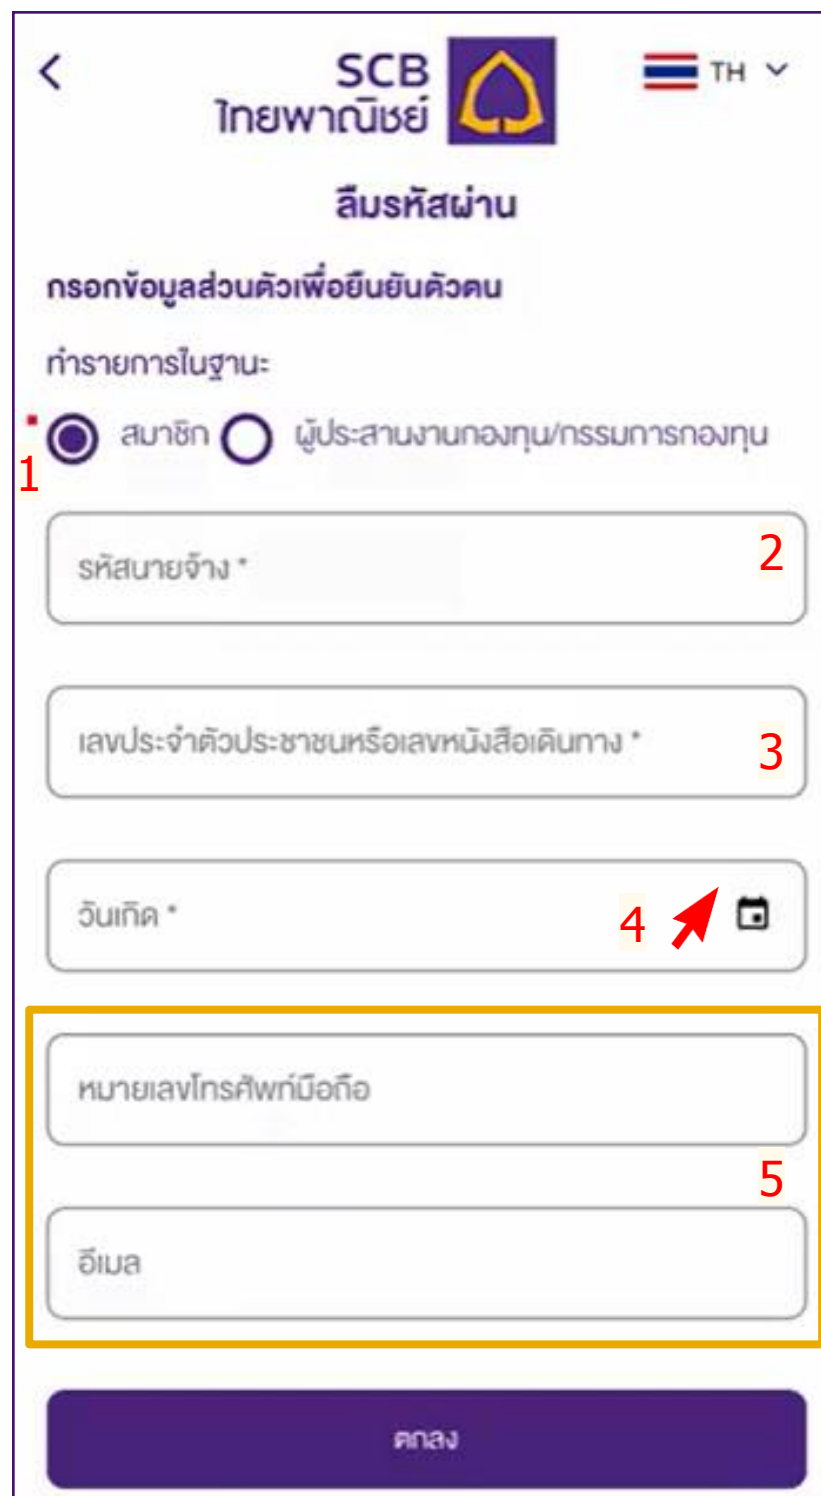 SCB
ไทยพาณิชย์
TH
ลืมรหัสผ่าน
กรอกข้อมูลส่วนตัวเพื่อยืนยันตัวตน
ทำรายการในฐานะ
สมาชิก ผู้ประสานงานกองทุน/กรรมการกองทุน
1
รหัสนายจ้าง * 2
เลขประจำตัวประชาชนหรือเลขหนังสือเดินทาง * 3
วันเกิด * 4
หมายเลขโทรศัพท์มือถือ
5
อีเมล
ตกลง